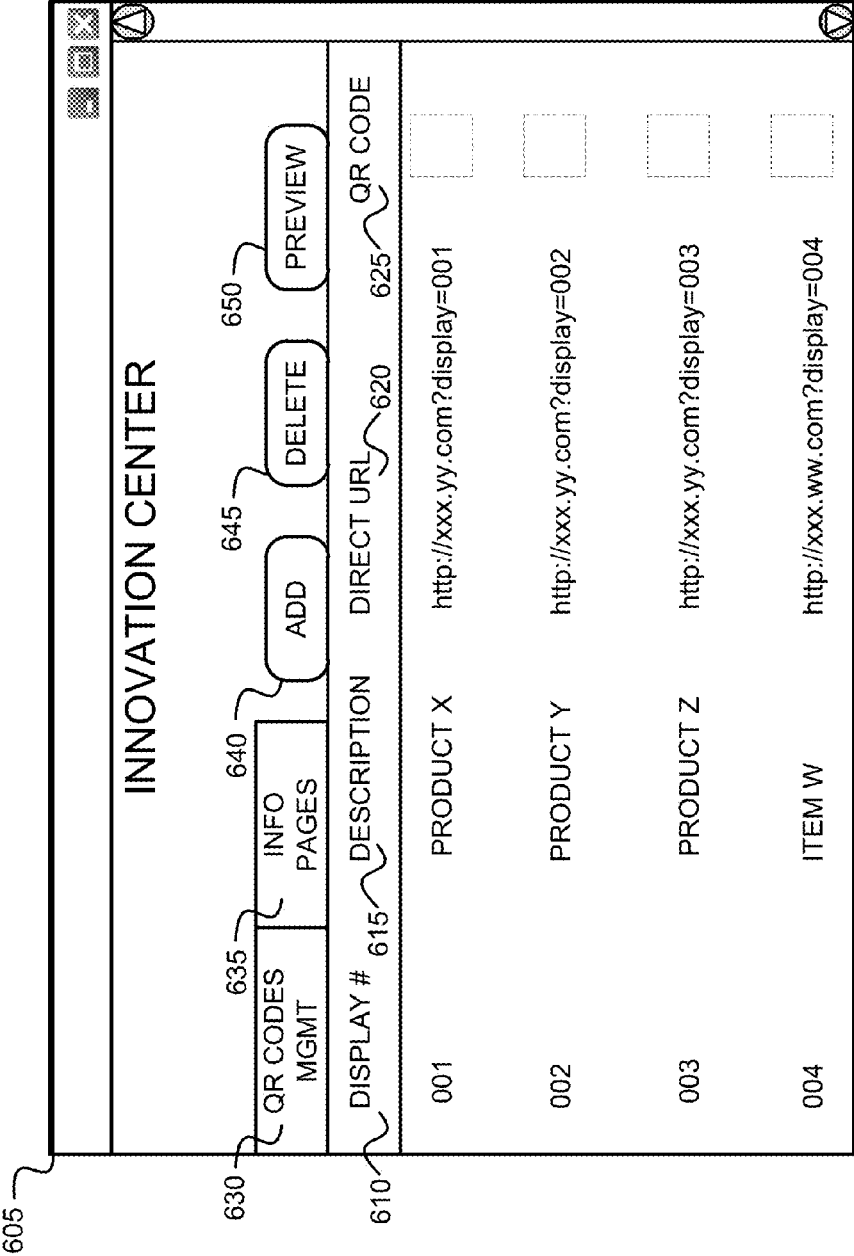 605
INNOVATION CENTER
630
635
640
645
650
QR CODES
MGMT
INFO
PAGES
ADD
DELETE
PREVIEW
610
DISPLAY #
615
DESCRIPTION
DIRECT URL
620
625
QR CODE
001 PRODUCT X http://xxx.yy.com?display=001
002 PRODUCT Y http://xxx.yy.com?display=002
003 PRODUCT Z http://xxx.yy.com?display=003
004 ITEM W http://xxx.ww.com?display=004